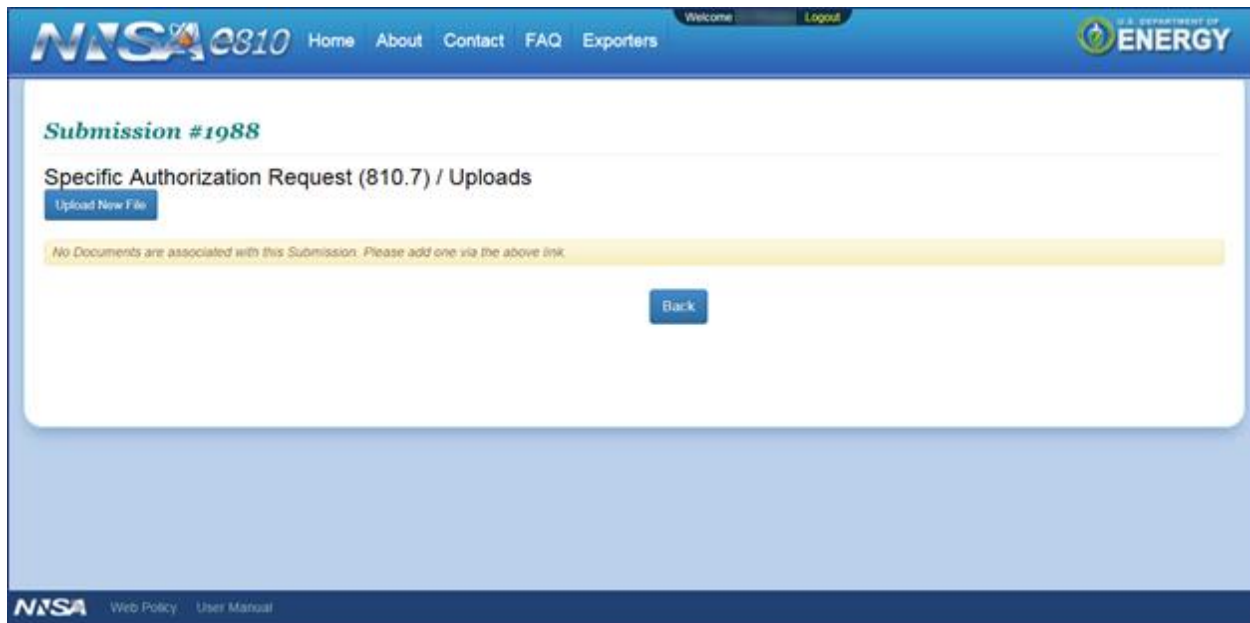 Welcome Logout
NNSA e810 Home About Contact FAQ Exporters
U.S. DEPARTMENT OF
ENERGY
Submission #1988
Specific Authorization Request (810.7) / Uploads
Upload New File
No Documents are associated with this Submission. Please add one via the above link.
Back
NNSA Web Policy User Manual